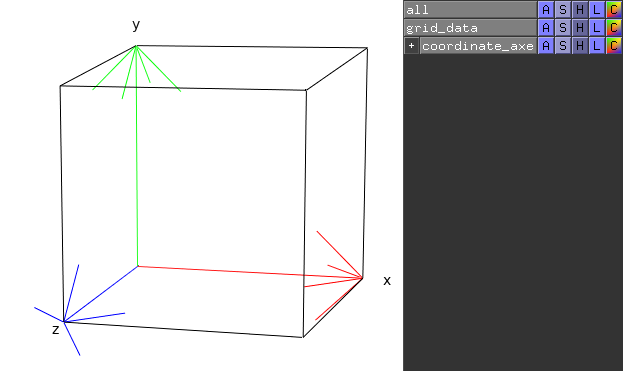 y
x
z
all A S H L C
grid_data A S H L C
+ coordinate_axe A S H L C